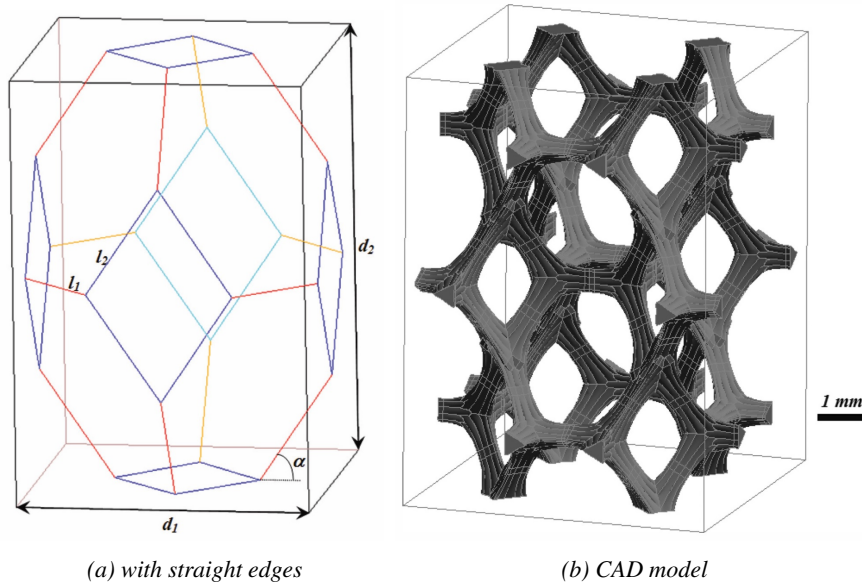 d2
l2
l1
α
d1
1 mm
(a) with straight edges
(b) CAD model